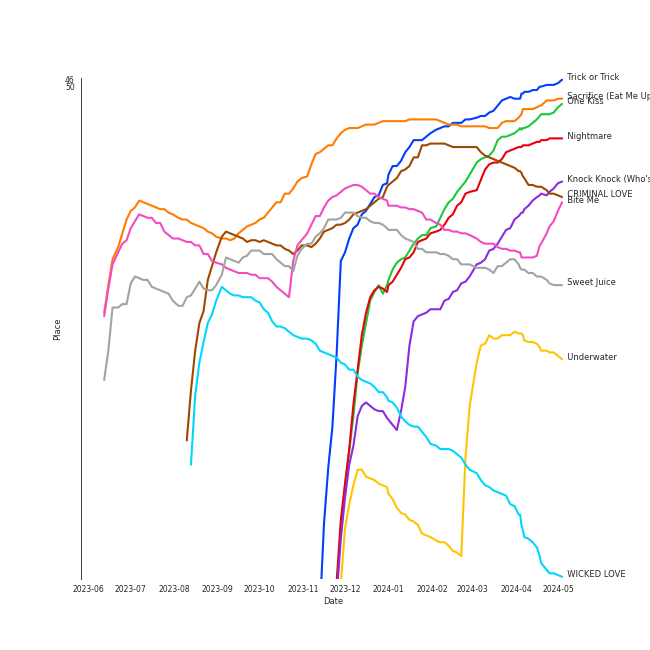 46
50
Trick or Trick
Sacrifice (Eat Me Up
One Kiss
Nightmare
Knock Knock (Who's
CRIMINAL LOVE
Bite Me
Sweet Juice
Underwater
WICKED LOVE
Place
2023-06 2023-07 2023-08 2023-09 2023-10 2023-11 2023-12 2024-01 2024-02 2024-03 2024-04 2024-05
Date